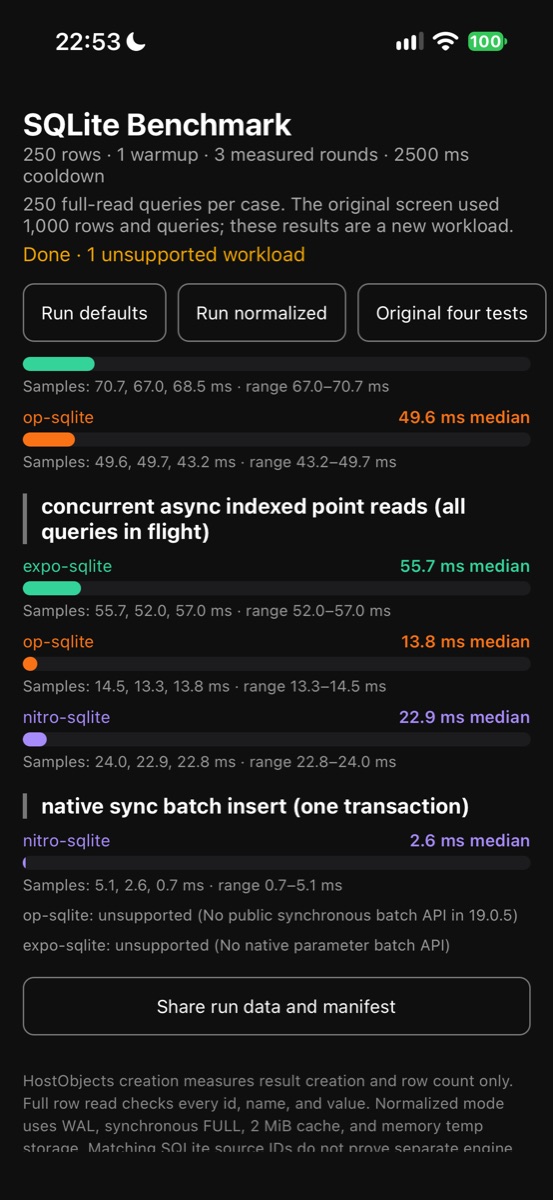 22:53
100
SQLite Benchmark
250 rows · 1 warmup · 3 measured rounds · 2500 ms
cooldown
250 full-read queries per case. The original screen used
1,000 rows and queries; these results are a new workload.
Done · 1 unsupported workload
Run defaults
Run normalized
Original four tests
Samples: 70.7, 67.0, 68.5 ms · range 67.0–70.7 ms
op-sqlite 49.6 ms median
Samples: 49.6, 49.7, 43.2 ms · range 43.2–49.7 ms
concurrent async indexed point reads (all
queries in flight)
expo-sqlite 55.7 ms median
Samples: 55.7, 52.0, 57.0 ms · range 52.0–57.0 ms
op-sqlite 13.8 ms median
Samples: 14.5, 13.3, 13.8 ms · range 13.3–14.5 ms
nitro-sqlite 22.9 ms median
Samples: 24.0, 22.9, 22.8 ms · range 22.8–24.0 ms
native sync batch insert (one transaction)
nitro-sqlite 2.6 ms median
Samples: 5.1, 2.6, 0.7 ms · range 0.7–5.1 ms
op-sqlite: unsupported (No public synchronous batch API in 19.0.5)
expo-sqlite: unsupported (No native parameter batch API)
Share run data and manifest
HostObjects creation measures result creation and row count only.
Full row read checks every id, name, and value. Normalized mode
uses WAL, synchronous FULL, 2 MiB cache, and memory temp
storage. Matching SQLite source IDs do not prove separate engine